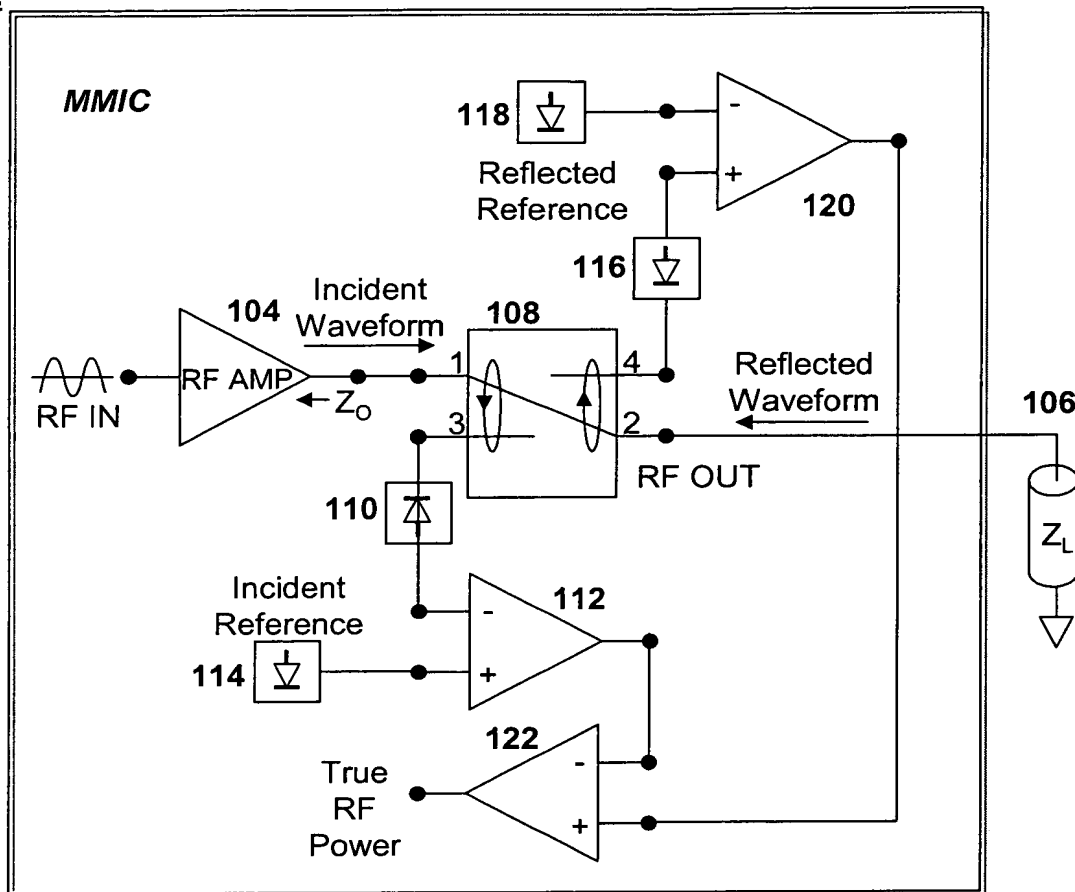 MMIC
118
-
+
120
Reflected
Reference
116
104
Incident
Waveform
108
1
4
Reflected
Waveform
106
RF AMP
RF IN
Z_O
3
2
RF OUT
110
Z_L
Incident
Reference
-
112
114
+
122
-
True
RF
Power
+